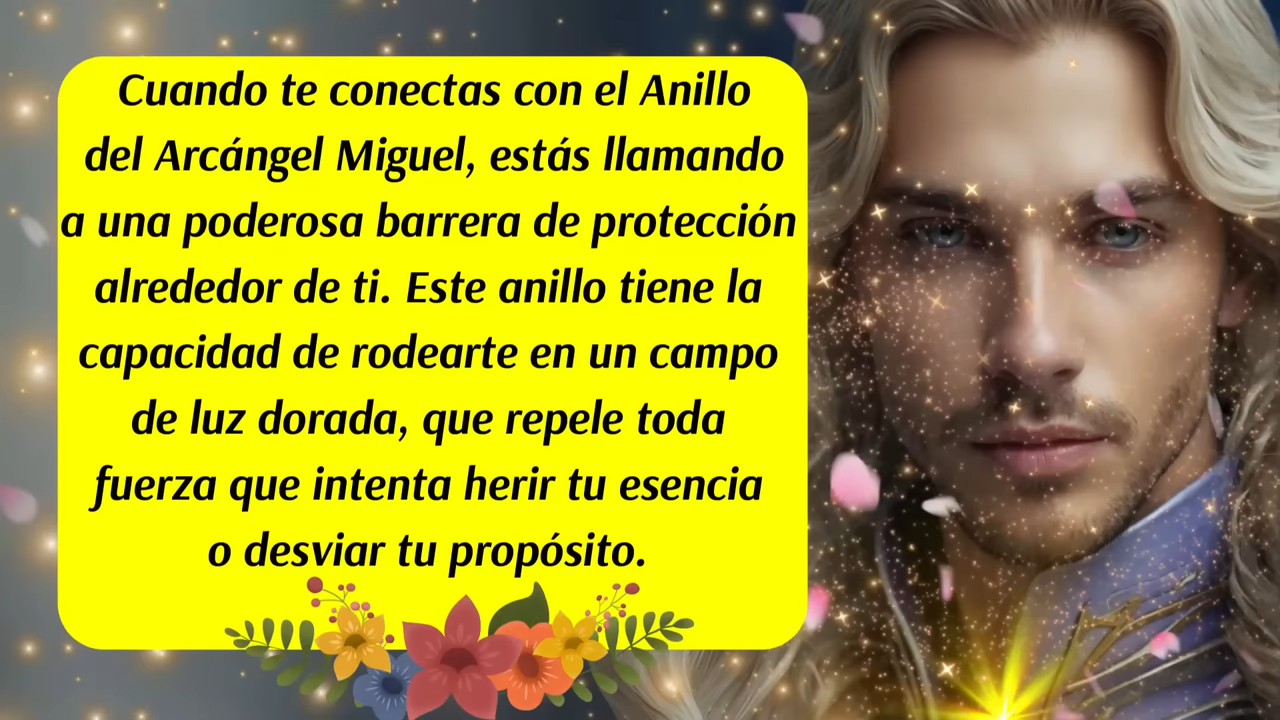 Cuando te conectas con el Anillo
del Arcángel Miguel, estás llamando
a una poderosa barrera de protección
alrededor de ti. Este anillo tiene la
capacidad de rodearte en un campo
de luz dorada, que repele toda
fuerza que intenta herir tu esencia
o desviar tu propósito.